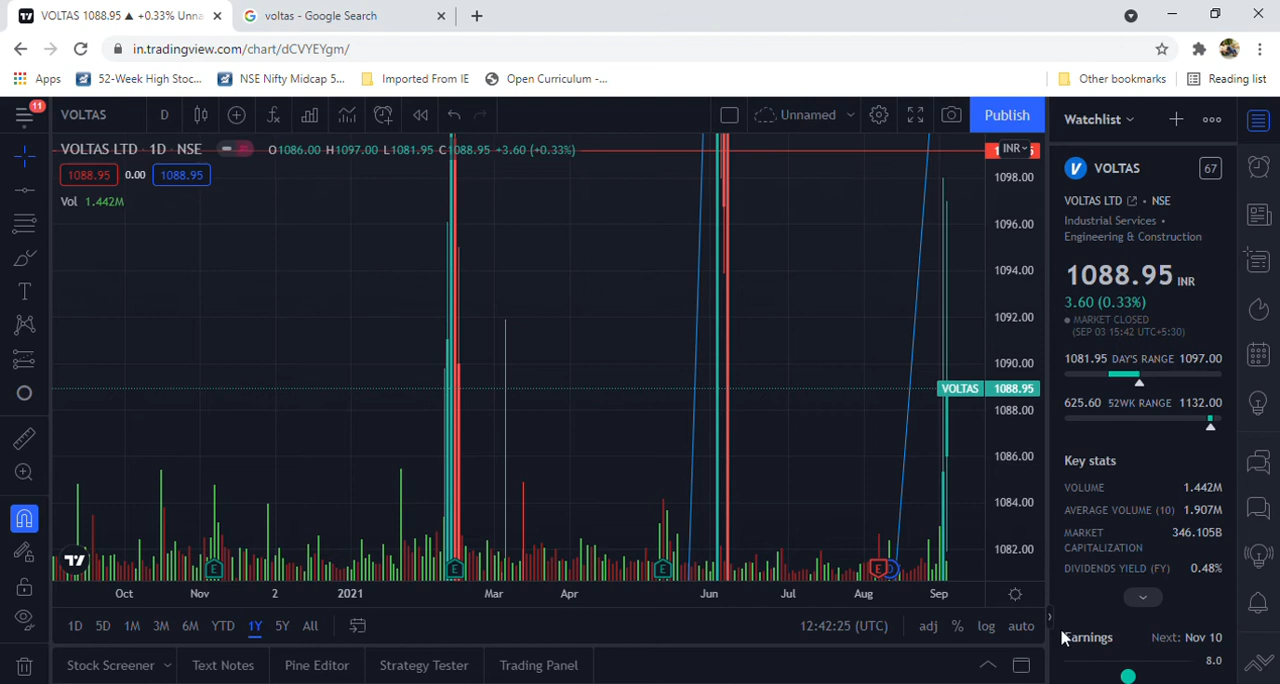 VOLTAS 1088.95 ▲ +0.33% Unna
voltas - Google Search
in.tradingview.com/chart/dCVYEYgm/
Apps
52-Week High Stoc...
NSE Nifty Midcap 5...
Imported From IE
Open Curriculum -...
Other bookmarks
Reading list
11
VOLTAS
D
Unnamed
Publish
Watchlist
VOLTAS LTD · 1D · NSE
O1086.00 H1097.00 L1081.95 C1088.95 +3.60 (+0.33%)
INR
1088.95 0.00 1088.95
Vol 1.442M
1098.00
1096.00
1094.00
1092.00
1090.00
VOLTAS 1088.95
1088.00
1086.00
1084.00
1082.00
E
E
E
E
D
Oct Nov 2 2021 Mar Apr Jun Jul Aug Sep
1D 5D 1M 3M 6M YTD 1Y 5Y All
12:42:25 (UTC)
adj % log auto
Stock Screener
Text Notes
Pine Editor
Strategy Tester
Trading Panel
VOLTAS
67
VOLTAS LTD • NSE
Industrial Services •
Engineering & Construction
1088.95 INR
3.60 (0.33%)
● MARKET CLOSED
(SEP 03 15:42 UTC+5:30)
1081.95 DAY'S RANGE 1097.00
625.60 52WK RANGE 1132.00
Key stats
VOLUME 1.442M
AVERAGE VOLUME (10) 1.907M
MARKET CAPITALIZATION 346.105B
DIVIDENDS YIELD (FY) 0.48%
Earnings Next: Nov 10
8.0